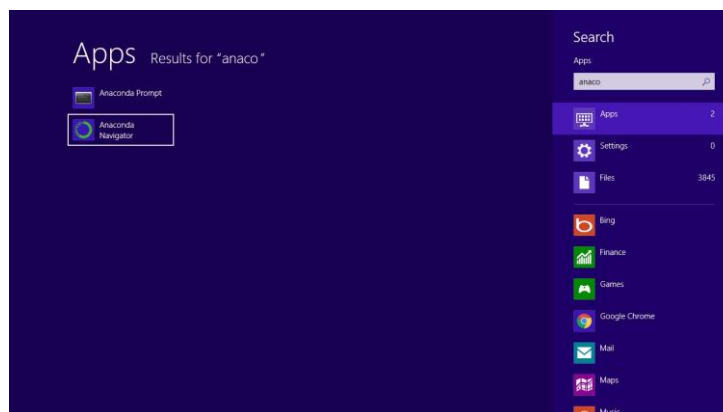 Apps Results for "anaco"
Anaconda Prompt
Anaconda
Navigator
Search
Apps
anaco
Apps 2
Settings 0
Files 3845
Bing
Finance
Games
Google Chrome
Mail
Maps
Music